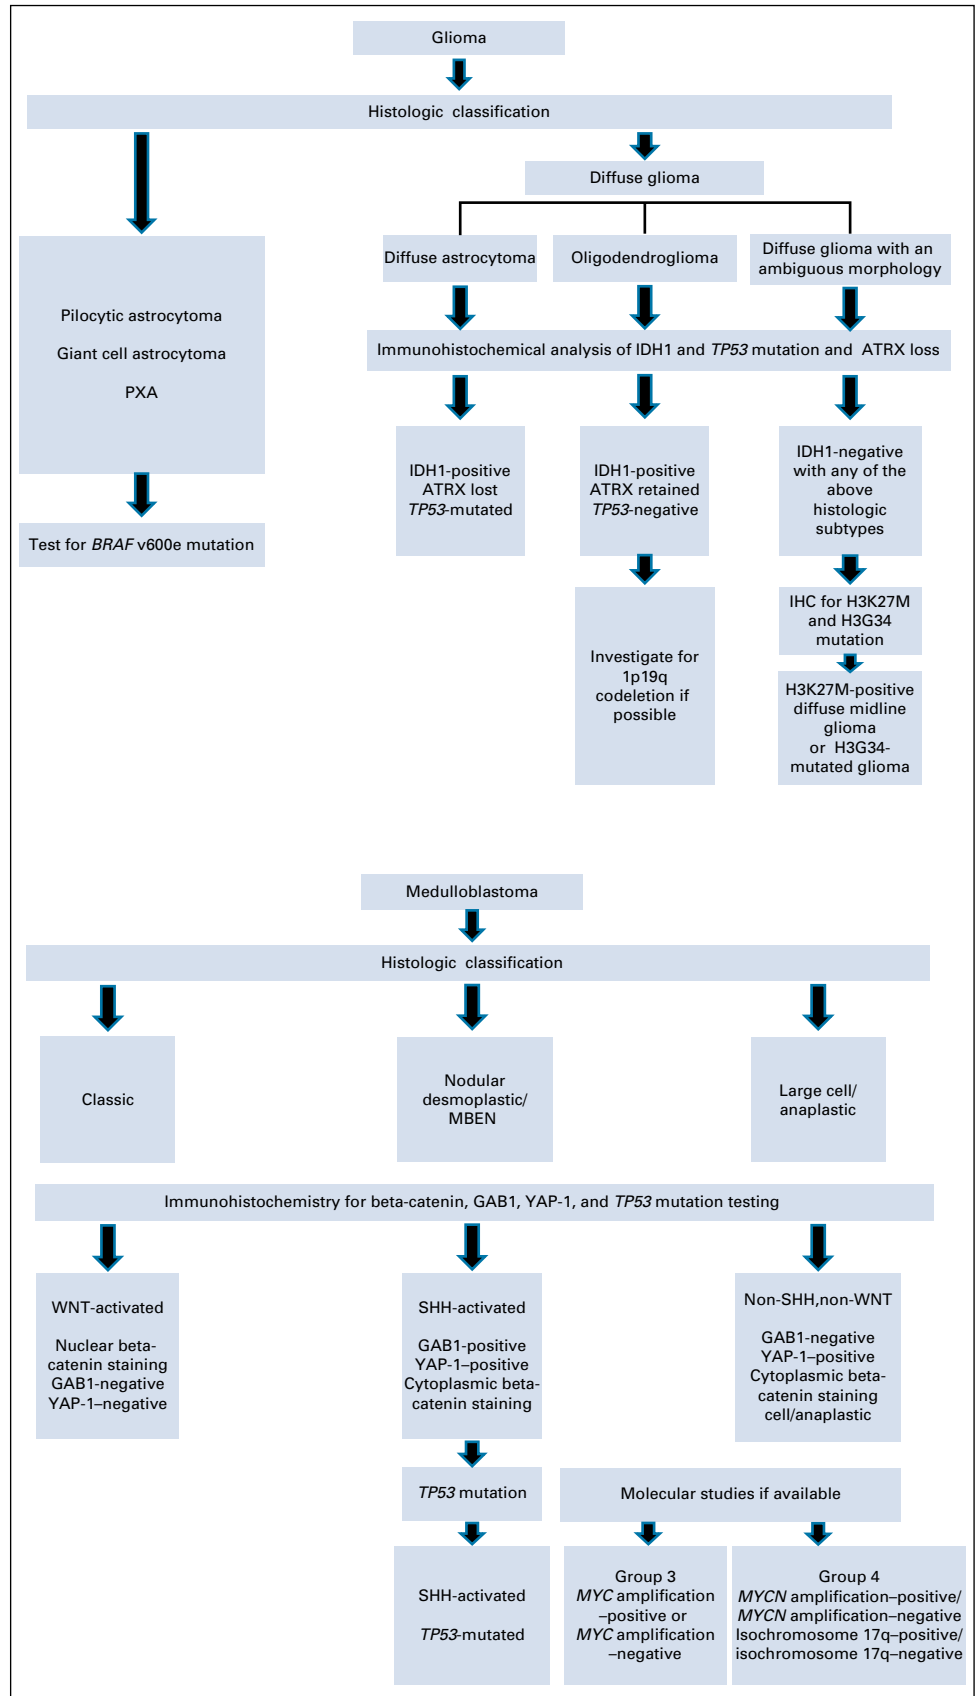 Glioma
Histologic classification
Diffuse glioma
Diffuse astrocytoma
Oligodendroglioma
Diffuse glioma with an
ambiguous morphology
Pilocytic astrocytoma
Giant cell astrocytoma
PXA
Immunohistochemical analysis of IDH1 and TP53 mutation and ATRX loss
IDH1-positive
ATRX lost
TP53-mutated
IDH1-positive
ATRX retained
TP53-negative
IDH1-negative
with any of the
above
histologic
subtypes
Test for BRAF v600e mutation
Investigate for
1p19q
codeletion if
possible
IHC for H3K27M
and H3G34
mutation
H3K27M-positive
diffuse midline
glioma
or H3G34-
mutated glioma
Medulloblastoma
Histologic classification
Classic
Nodular
desmoplastic/
MBEN
Large cell/
anaplastic
Immunohistochemistry for beta-catenin, GAB1, YAP-1, and TP53 mutation testing
WNT-activated
Nuclear beta-
catenin staining
GAB1-negative
YAP-1–negative
SHH-activated
GAB1-positive
YAP-1–positive
Cytoplasmic beta-
catenin staining
Non-SHH,non-WNT
GAB1-negative
YAP-1–positive
Cytoplasmic beta-
catenin staining
cell/anaplastic
TP53 mutation
Molecular studies if available
SHH-activated
TP53-mutated
Group 3
MYC amplification
–positive or
MYC amplification
–negative
Group 4
MYCN amplification–positive/
MYCN amplification–negative
Isochromosome 17q–positive/
isochromosome 17q–negative